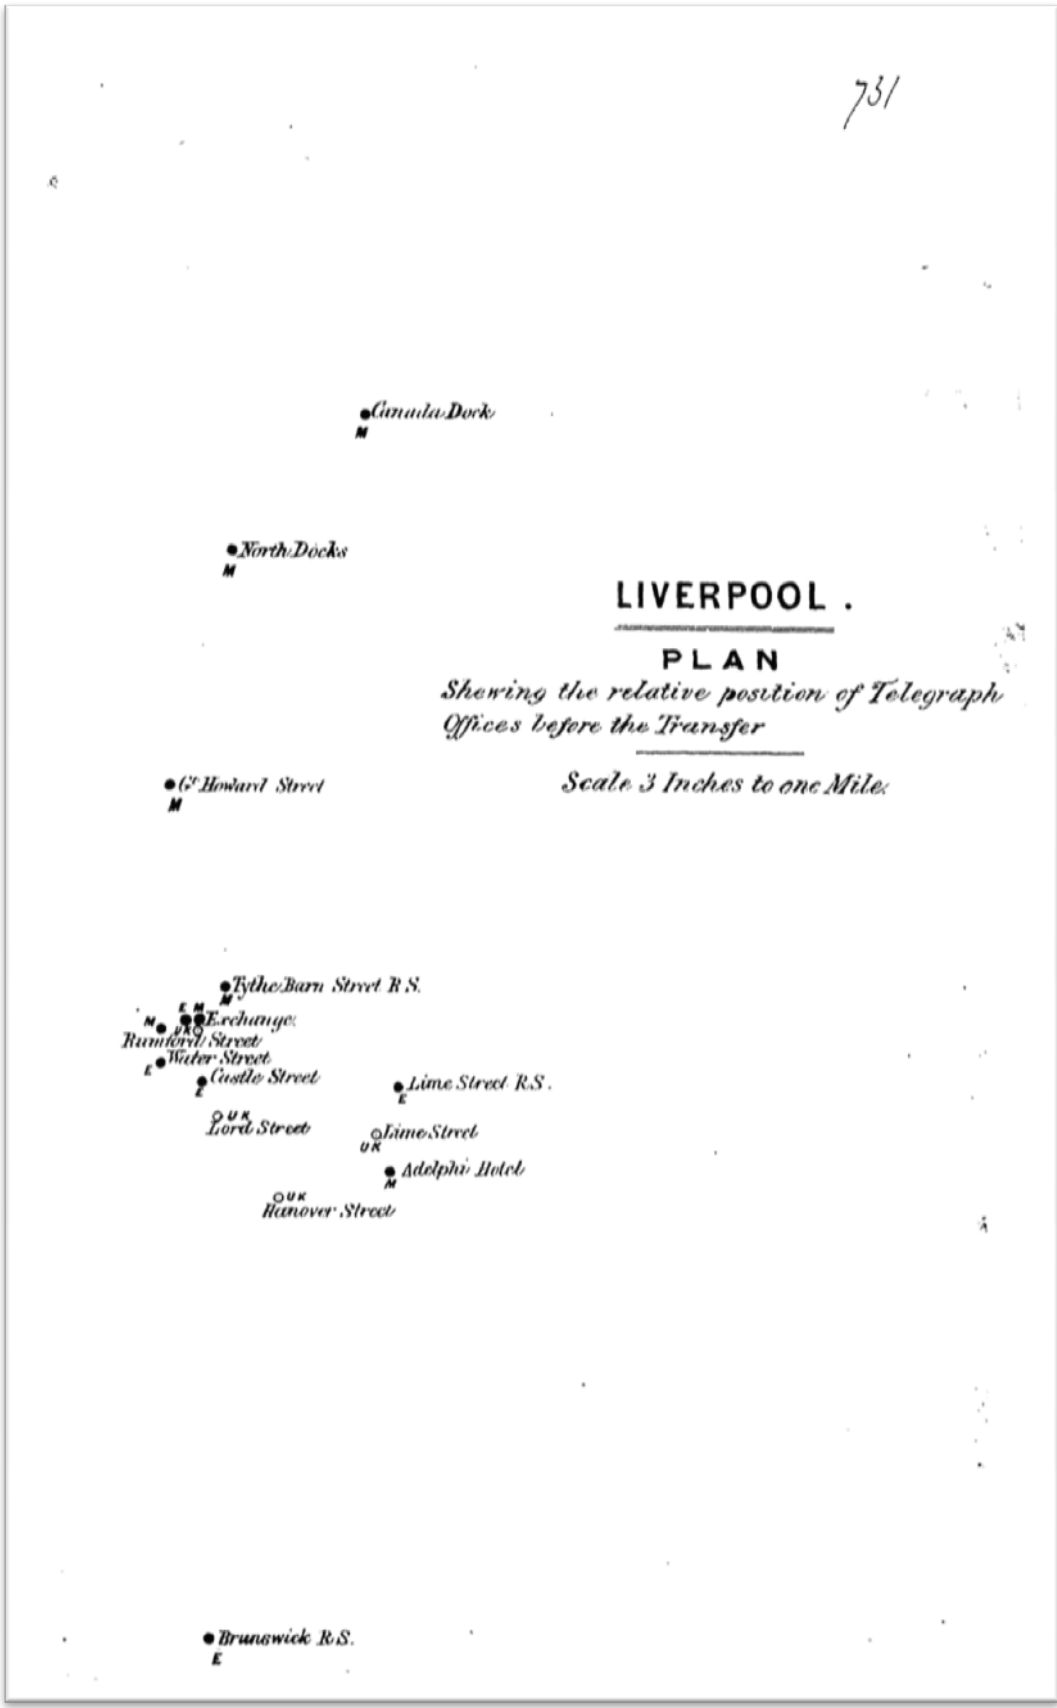 731
Canada Dock
M
North Docks
M
LIVERPOOL.
PLAN
Shewing the relative position of Telegraph
Offices before the Transfer
Scale 3 Inches to one Mile.
Gt. Howard Street
M
Tythe Barn Street R.S.
M
E M
Exchange.
M
UK
Rumford Street
Water Street
E
Castle Street
E
Lime Street R.S.
E
UK
Lord Street
Lime Street
UK
Adelphi Hotel
M
UK
Hanover Street
Brunswick R.S.
E